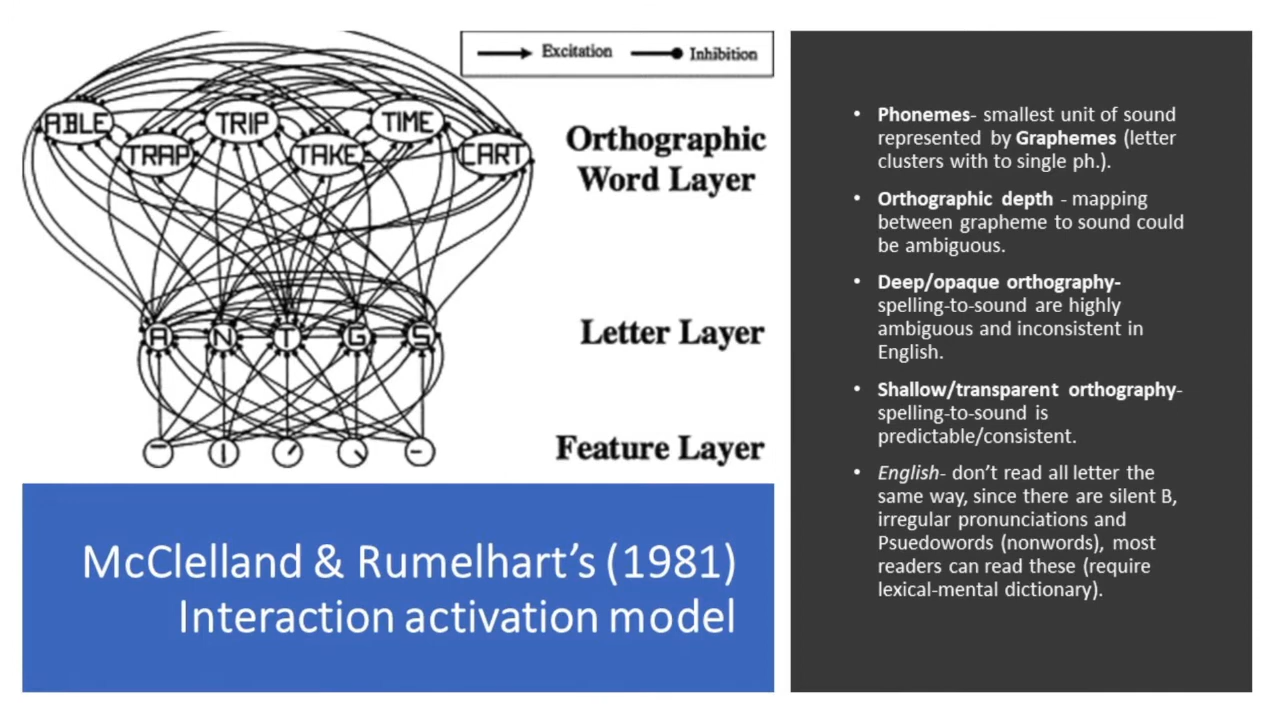 Excitation
Inhibition
ABLE
TRIP
TIME
TRAP
TAKE
CART
Orthographic
Word Layer
A
N
T
G
S
Letter Layer
Feature Layer
McClelland & Rumelhart’s (1981)
Interaction activation model
• Phonemes- smallest unit of sound
represented by Graphemes (letter
clusters with to single ph.).
• Orthographic depth - mapping
between grapheme to sound could
be ambiguous.
• Deep/opaque orthography-
spelling-to-sound are highly
ambiguous and inconsistent in
English.
• Shallow/transparent orthography-
spelling-to-sound is
predictable/consistent.
• English- don’t read all letter the
same way, since there are silent B,
irregular pronunciations and
Psuedowords (nonwords), most
readers can read these (require
lexical-mental dictionary).